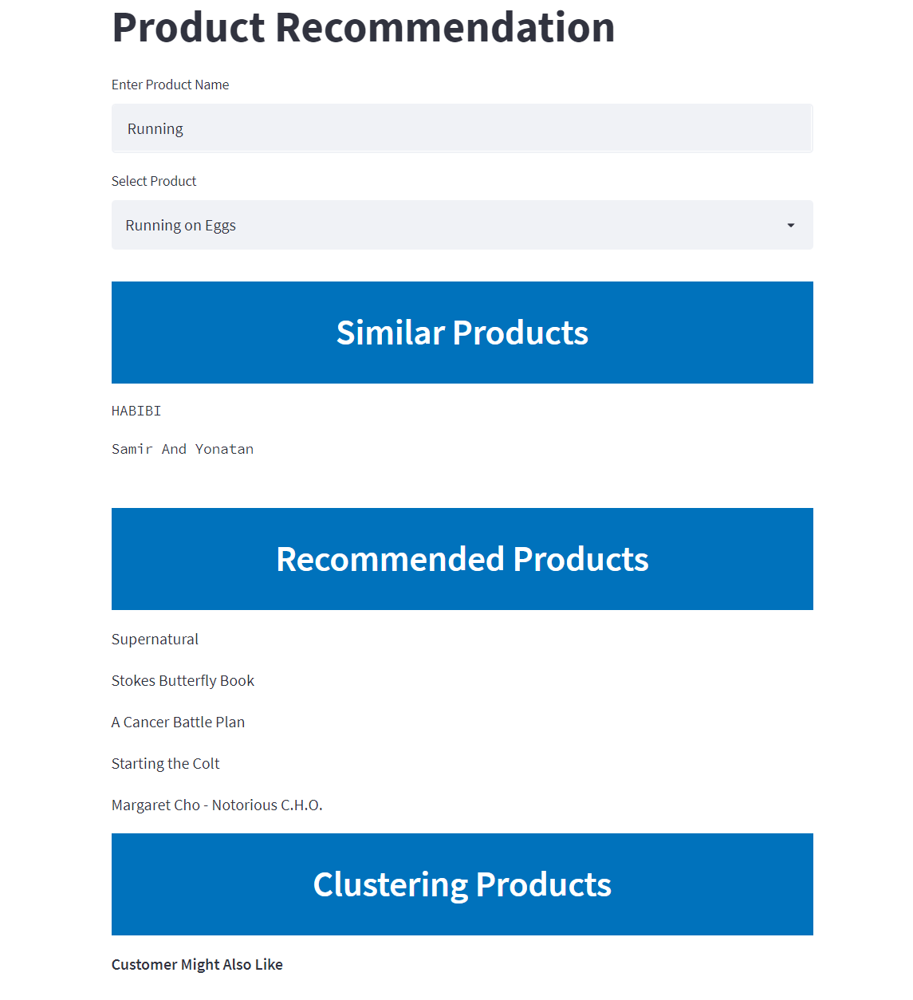 Product Recommendation
Enter Product Name
Running
Select Product
Running on Eggs
Similar Products
HABIBI
Samir And Yonatan
Recommended Products
Supernatural
Stokes Butterfly Book
A Cancer Battle Plan
Starting the Colt
Margaret Cho - Notorious C.H.O.
Clustering Products
Customer Might Also Like